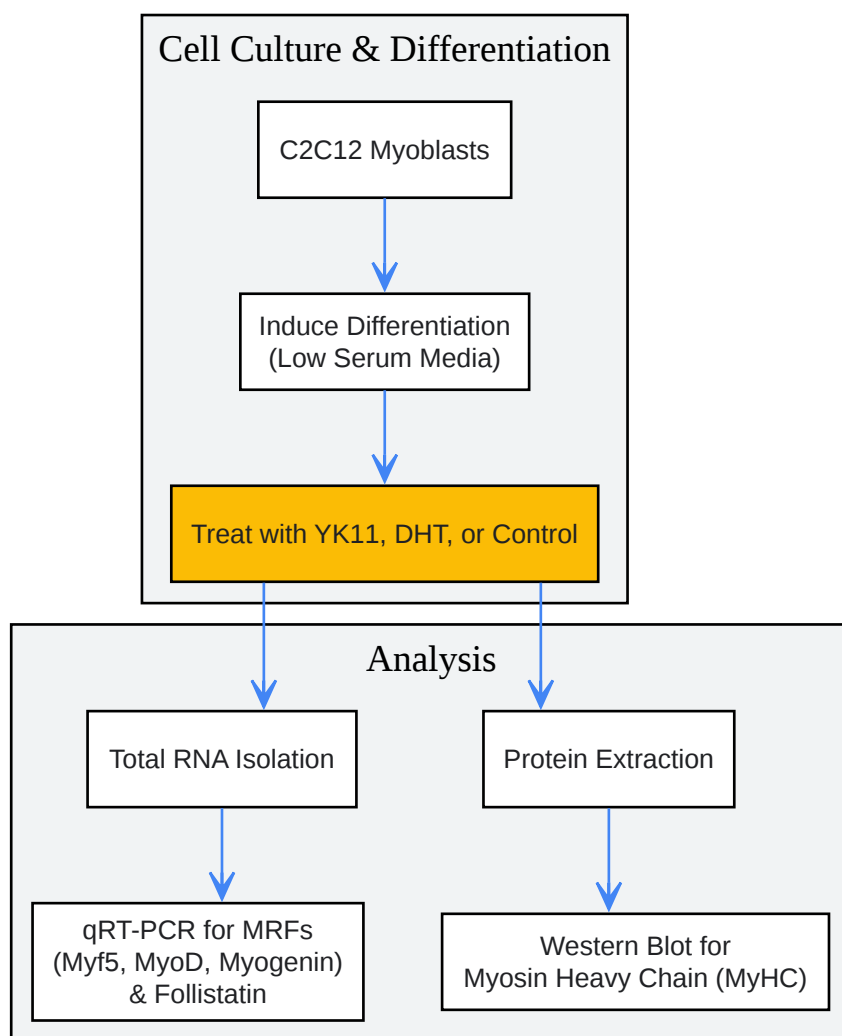 Cell Culture & Differentiation
C2C12 Myoblasts
Induce Differentiation
(Low Serum Media)
Treat with YK11, DHT, or Control
Analysis
Total RNA Isolation
Protein Extraction
qRT-PCR for MRFs
(Myf5, MyoD, Myogenin)
& Follistatin
Western Blot for
Myosin Heavy Chain (MyHC)